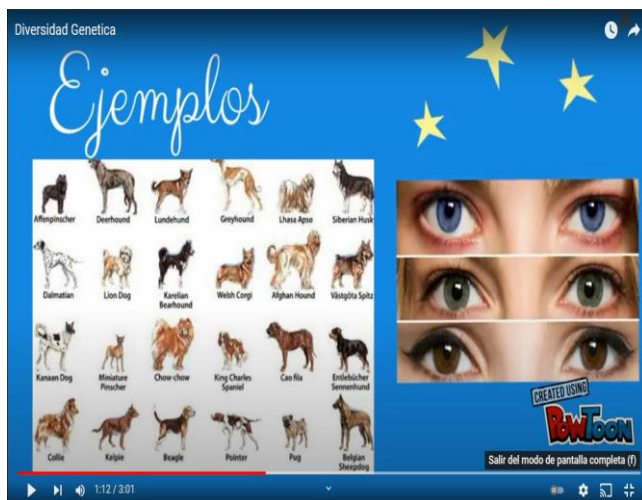 Diversidad Genetica
Ejemplos
Affenpinscher Deerhound Lundehund Greyhound Lhasa Apso Siberian Husk
Dalmatian Lion Dog Karelian Bearhound Welsh Corgi Afghan Hound Västgöta Spitz
Kanaan Dog Miniature Pinscher Chow-chow King Charles Spaniel Cao fila Entlebücher Sennenhund
Collie Kelpie Beagle Pointer Pug Belgian Sheepdog
CREATED USING
POWTOON
Salir del modo de pantalla completa (f)
1:12 / 3:01